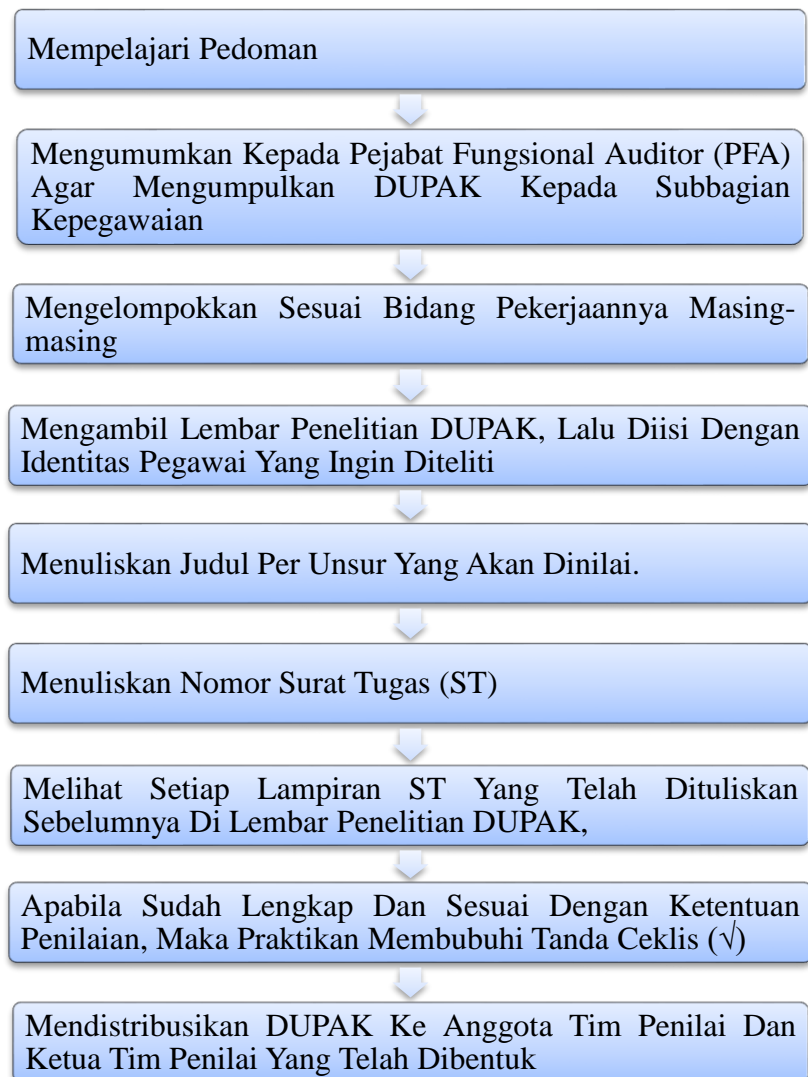 Mempelajari Pedoman
Mengumumkan Kepada Pejabat Fungsional Auditor (PFA)
Agar Mengumpulkan DUPAK Kepada Subbagian
Kepegawaian
Mengelompokkan Sesuai Bidang Pekerjaannya Masing-
masing
Mengambil Lembar Penelitian DUPAK, Lalu Diisi Dengan
Identitas Pegawai Yang Ingin Diteliti
Menuliskan Judul Per Unsur Yang Akan Dinilai.
Menuliskan Nomor Surat Tugas (ST)
Melihat Setiap Lampiran ST Yang Telah Dituliskan
Sebelumnya Di Lembar Penelitian DUPAK,
Apabila Sudah Lengkap Dan Sesuai Dengan Ketentuan
Penilaian, Maka Praktikan Membubuhi Tanda Ceklis (√)
Mendistribusikan DUPAK Ke Anggota Tim Penilai Dan
Ketua Tim Penilai Yang Telah Dibentuk